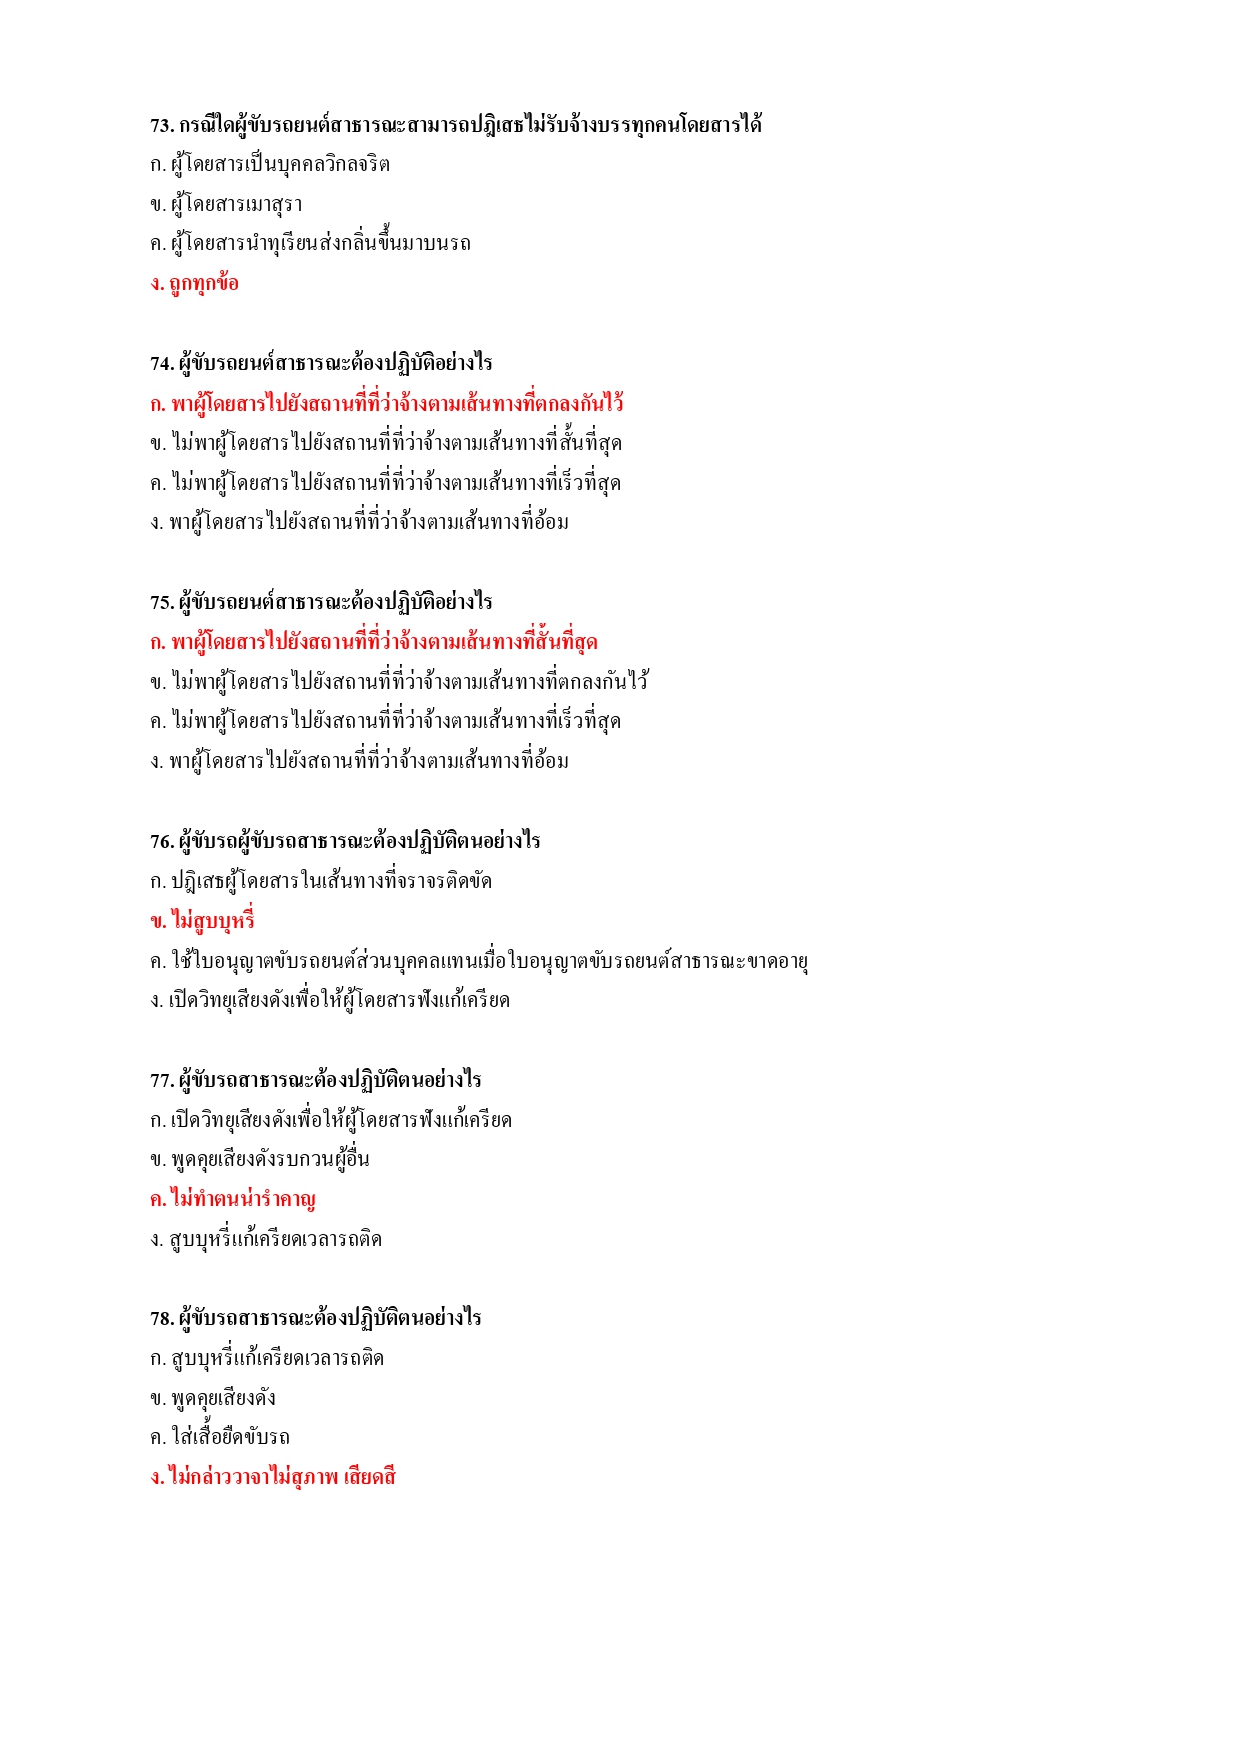 73. กรณีใดผู้ขับรถยนต์สาธารณะสามารถปฎิเสธไม่รับจ้างบรรทุกคนโดยสารได้
ก. ผู้โดยสารเป็นบุคคลวิกลจริต
ข. ผู้โดยสารเมาสุรา
ค. ผู้โดยสารนำทุเรียนส่งกลิ่นขึ้นมาบนรถ
ง. ถูกทุกข้อ
74. ผู้ขับรถยนต์สาธารณะต้องปฏิบัติอย่างไร
ก. พาผู้โดยสารไปยังสถานที่ที่ว่าจ้างตามเส้นทางที่ตกลงกันไว้
ข. ไม่พาผู้โดยสารไปยังสถานที่ที่ว่าจ้างตามเส้นทางที่สั้นที่สุด
ค. ไม่พาผู้โดยสารไปยังสถานที่ที่ว่าจ้างตามเส้นทางที่เร็วที่สุด
ง. พาผู้โดยสารไปยังสถานที่ที่ว่าจ้างตามเส้นทางที่อ้อม
75. ผู้ขับรถยนต์สาธารณะต้องปฏิบัติอย่างไร
ก. พาผู้โดยสารไปยังสถานที่ที่ว่าจ้างตามเส้นทางที่สั้นที่สุด
ข. ไม่พาผู้โดยสารไปยังสถานที่ที่ว่าจ้างตามเส้นทางที่ตกลงกันไว้
ค. ไม่พาผู้โดยสารไปยังสถานที่ที่ว่าจ้างตามเส้นทางที่เร็วที่สุด
ง. พาผู้โดยสารไปยังสถานที่ที่ว่าจ้างตามเส้นทางที่อ้อม
76. ผู้ขับรถผู้ขับรถสาธารณะต้องปฏิบัติตนอย่างไร
ก. ปฎิเสธผู้โดยสารในเส้นทางที่จราจรติดขัด
ข. ไม่สูบบุหรี่
ค. ใช้ใบอนุญาตขับรถยนต์ส่วนบุคคลแทนเมื่อใบอนุญาตขับรถยนต์สาธารณะขาดอายุ
ง. เปิดวิทยุเสียงดังเพื่อให้ผู้โดยสารฟังแก้เครียด
77. ผู้ขับรถสาธารณะต้องปฏิบัติตนอย่างไร
ก. เปิดวิทยุเสียงดังเพื่อให้ผู้โดยสารฟังแก้เครียด
ข. พูดคุยเสียงดังรบกวนผู้อื่น
ค. ไม่ทำตนน่ารำคาญ
ง. สูบบุหรี่แก้เครียดเวลารถติด
78. ผู้ขับรถสาธารณะต้องปฏิบัติตนอย่างไร
ก. สูบบุหรี่แก้เครียดเวลารถติด
ข. พูดคุยเสียงดัง
ค. ใส่เสื้อยืดขับรถ
ง. ไม่กล่าววาจาไม่สุภาพ เสียดสี